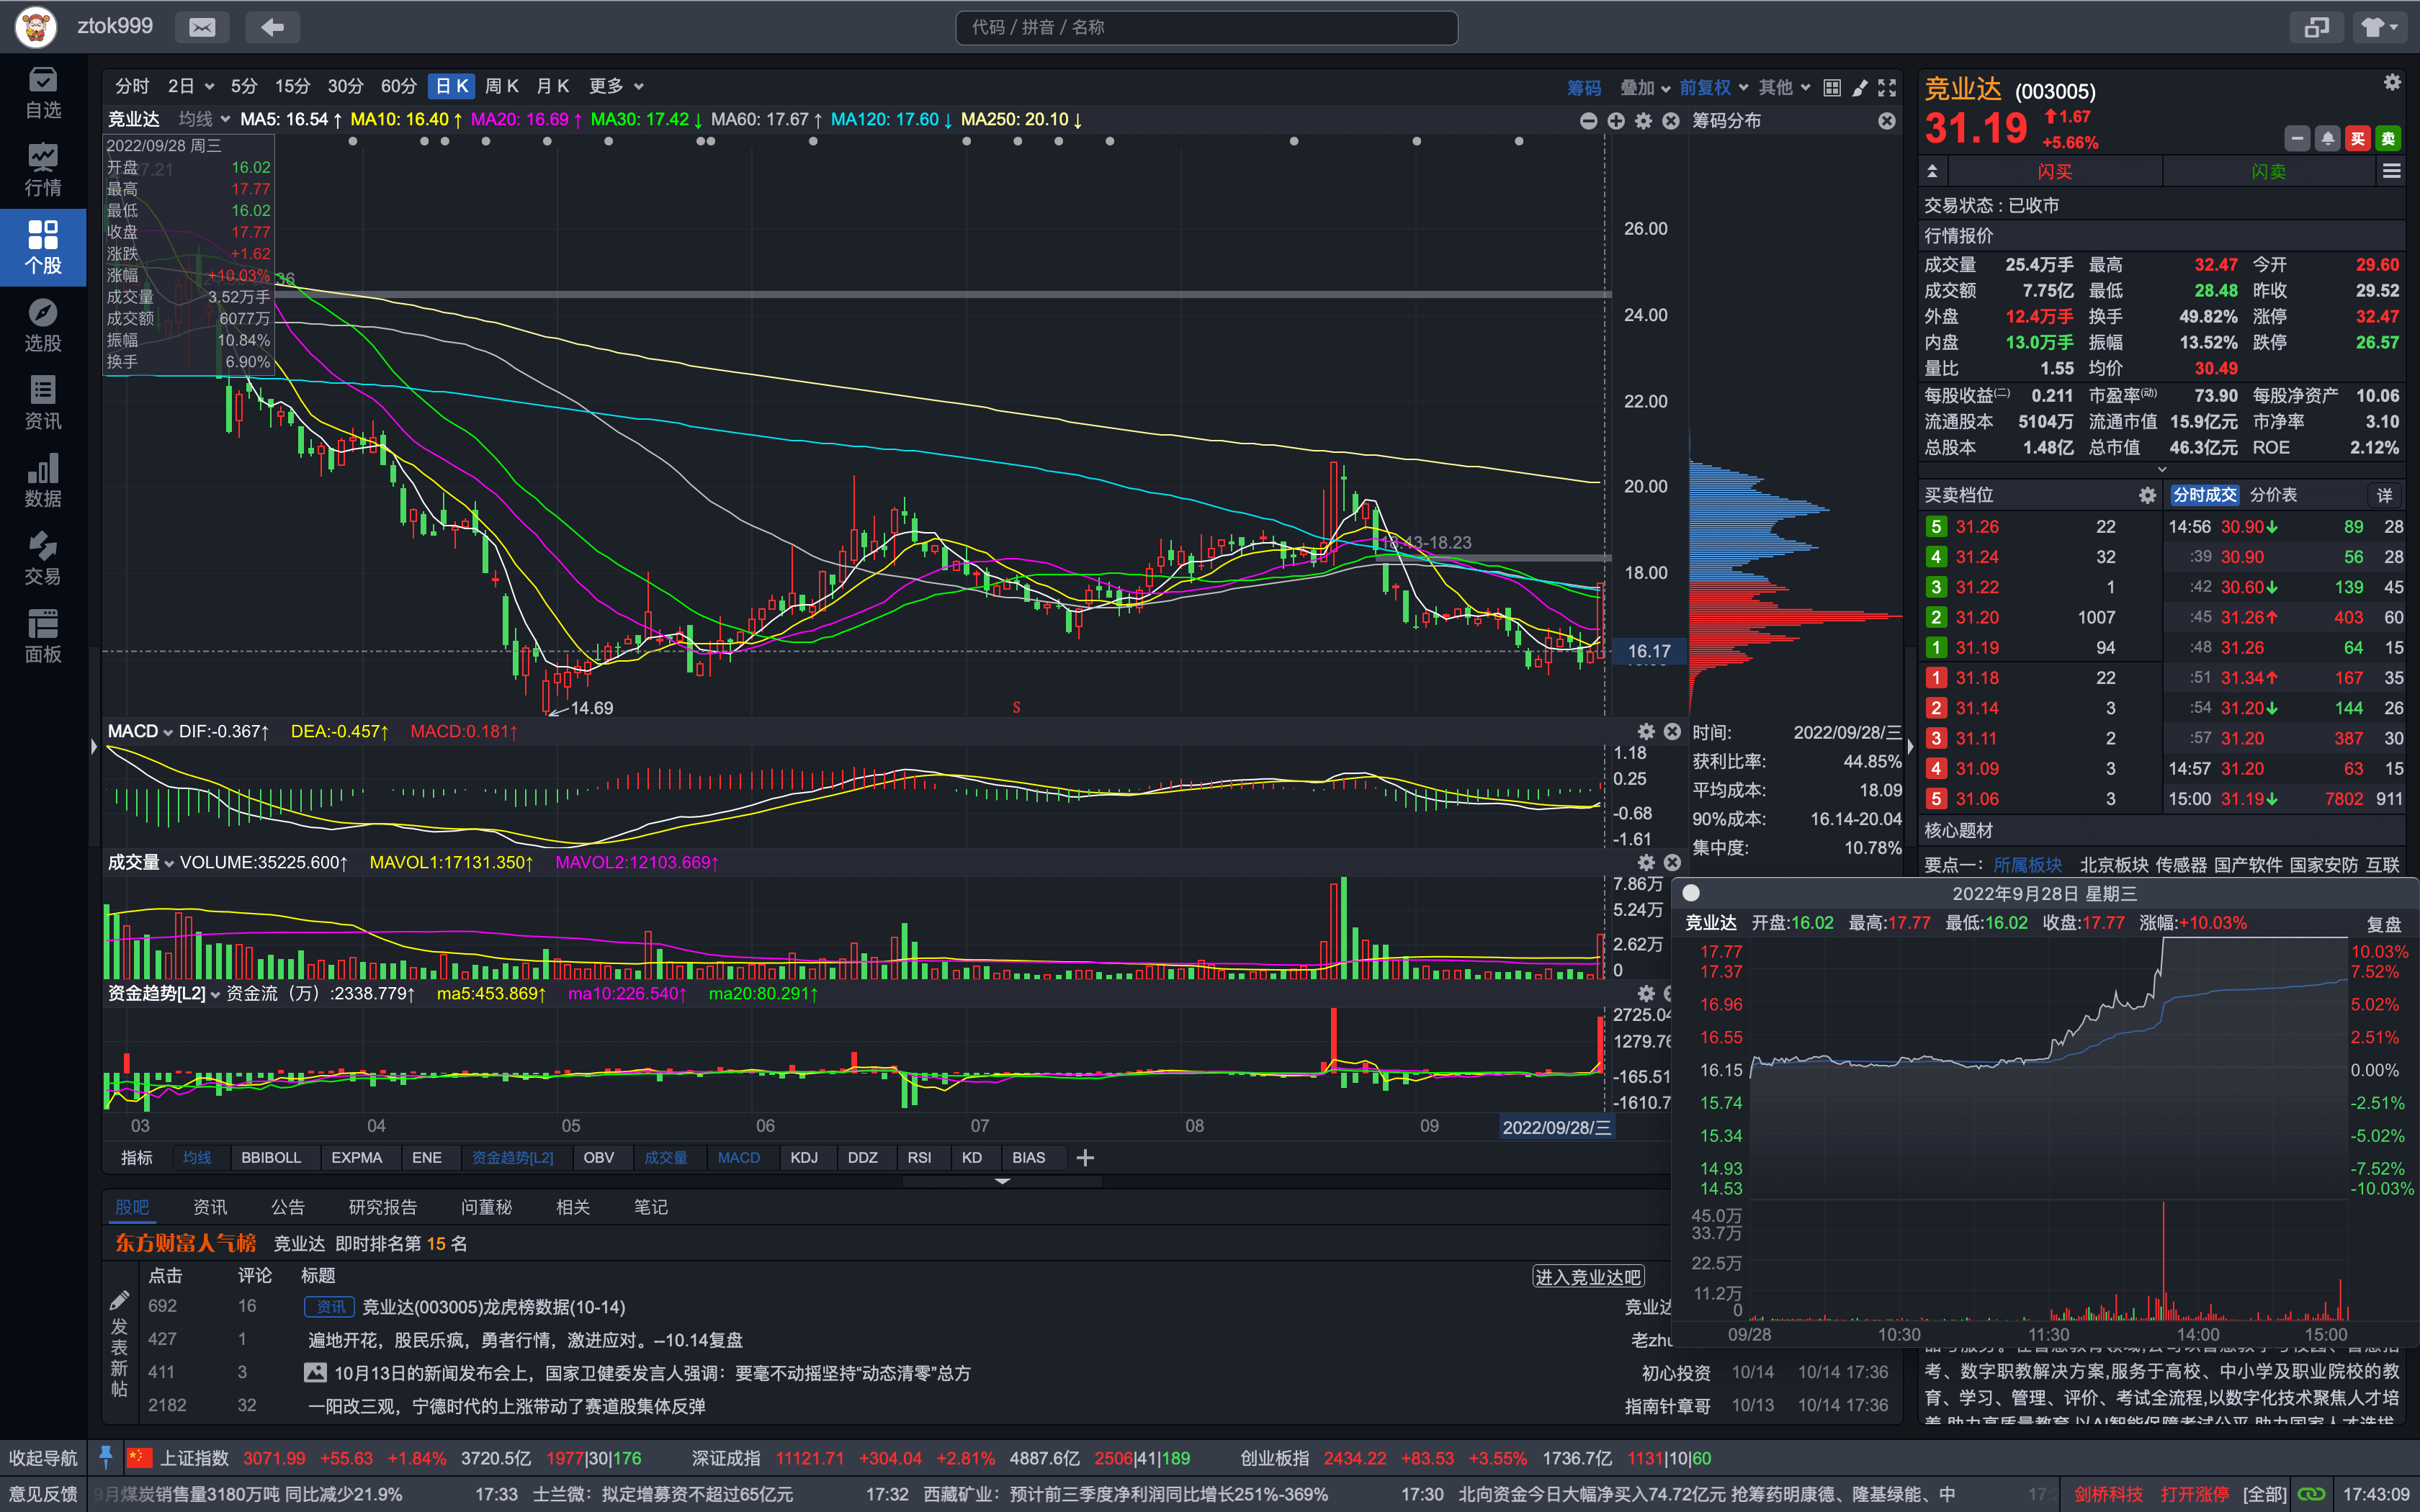 ztok999
代码 / 拼音 / 名称
自选
行情
个股
选股
资讯
数据
交易
面板
分时 2日 5分 15分 30分 60分 日K 周K 月K 更多
筹码 叠加 前复权 其他
竞业达 均线 MA5: 16.54↑ MA10: 16.40↑ MA20: 16.69↑ MA30: 17.42↓ MA60: 17.67↑ MA120: 17.60↓ MA250: 20.10↓
筹码分布
2022/09/28 周三
开盘 16.02
最高 17.77
最低 16.02
收盘 17.77
涨跌 +1.62
涨幅 +10.03%
成交量 3.52万手
成交额 6077万
振幅 10.84%
换手 6.90%
26.00
24.00
22.00
20.00
18.43-18.23
18.00
16.17
14.69
S
MACD DIF:-0.367↑ DEA:-0.457↑ MACD:0.181↑
1.18
0.25
-0.68
-1.61
时间: 2022/09/28/三
获利比率: 44.85%
平均成本: 18.09
90%成本: 16.14-20.04
集中度: 10.78%
成交量 VOLUME:35225.600↑ MAVOL1:17131.350↑ MAVOL2:12103.669↑
7.86万
5.24万
2.62万
0
资金趋势[L2] 资金流（万）:2338.779↑ ma5:453.869↑ ma10:226.540↑ ma20:80.291↑
2725.04
1279.76
-165.51
-1610.7
03 04 05 06 07 08 09 2022/09/28/三
指标 均线 BBIBOLL EXPMA ENE 资金趋势[L2] OBV 成交量 MACD KDJ DDZ RSI KD BIAS
股吧 资讯 公告 研究报告 问董秘 相关 笔记
东方财富人气榜 竞业达 即时排名第 15 名
点击 评论 标题
进入竞业达吧
发表新帖
692 16 资讯 竞业达(003005)龙虎榜数据(10-14) 竞业达
427 1 遍地开花，股民乐疯，勇者行情，激进应对。--10.14复盘 老zhu
411 3 10月13日的新闻发布会上，国家卫健委发言人强调：要毫不动摇坚持“动态清零”总方 初心投资 10/14 10/14 17:36
2182 32 一阳改三观，宁德时代的上涨带动了赛道股集体反弹 指南针章哥 10/13 10/14 17:36
竞业达 (003005)
31.19 1.67
+5.66%
买 卖
闪买 闪卖
交易状态：已收市
行情报价
成交量 25.4万手 最高 32.47 今开 29.60
成交额 7.75亿 最低 28.48 昨收 29.52
外盘 12.4万手 换手 49.82% 涨停 32.47
内盘 13.0万手 振幅 13.52% 跌停 26.57
量比 1.55 均价 30.49
每股收益(二) 0.211 市盈率(动) 73.90 每股净资产 10.06
流通股本 5104万 流通市值 15.9亿元 市净率 3.10
总股本 1.48亿 总市值 46.3亿元 ROE 2.12%
买卖档位
分时成交 分价表 详
5 31.26 22
4 31.24 32
3 31.22 1
2 31.20 1007
1 31.19 94
1 31.18 22
2 31.14 3
3 31.11 2
4 31.09 3
5 31.06 3
14:56 30.90↓ 89 28
:39 30.90 56 28
:42 30.60↓ 139 45
:45 31.26↑ 403 60
:48 31.26 64 15
:51 31.34↑ 167 35
:54 31.20↓ 144 26
:57 31.20 387 30
14:57 31.20 63 15
15:00 31.19↓ 7802 911
核心题材
要点一： 所属板块 北京板块 传感器 国产软件 国家安防 互联
2022年9月28日 星期三
竞业达 开盘:16.02 最高:17.77 最低:16.02 收盘:17.77 涨幅:+10.03% 复盘
17.77 10.03%
17.37 7.52%
16.96 5.02%
16.55 2.51%
16.15 0.00%
15.74 -2.51%
15.34 -5.02%
14.93 -7.52%
14.53 -10.03%
45.0万
33.7万
22.5万
11.2万
0
09/28 10:30 11:30 14:00 15:00
考、数字职教解决方案,服务于高校、中小学及职业院校的教
育、学习、管理、评价、考试全流程,以数字化技术聚焦人才培
养,助力高质量教育,以AI智能保障考试公平,助力国家人才选拔,
收起导航 上证指数 3071.99 +55.63 +1.84% 3720.5亿 1977|30|176 深证成指 11121.71 +304.04 +2.81% 4887.6亿 2506|41|189 创业板指 2434.22 +83.53 +3.55% 1736.7亿 1131|10|60
意见反馈 9月煤炭销售量3180万吨 同比减少21.9% 17:33 士兰微：拟定增募资不超过65亿元 17:32 西藏矿业：预计前三季度净利润同比增长251%-369% 17:30 北向资金今日大幅净买入74.72亿元 抢筹药明康德、隆基绿能、中 剑桥科技 打开涨停 [全部] 17:43:09